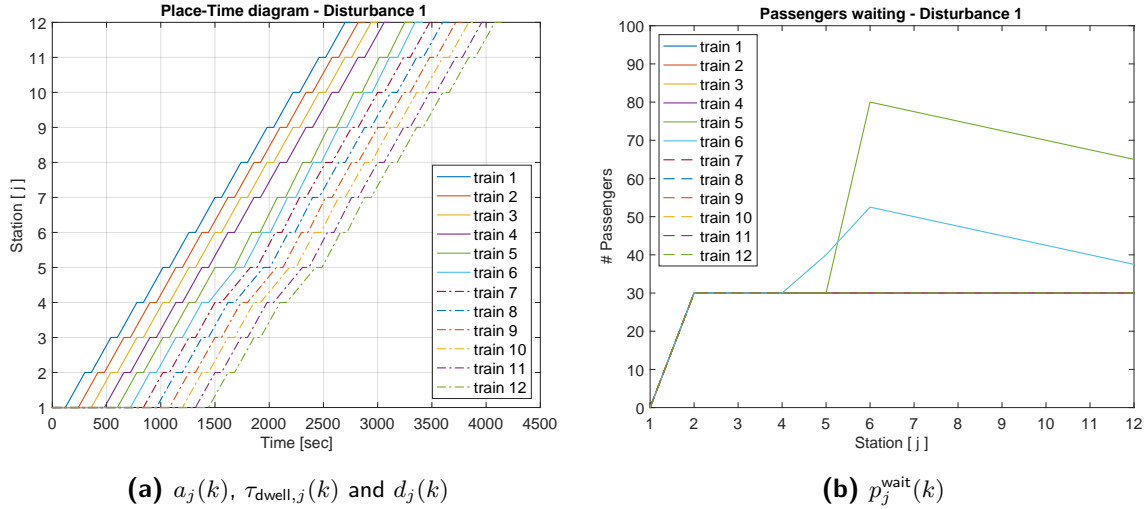 Place-Time diagram - Disturbance 1
12
11
10
9
8
7
6
5
4
3
2
1
Station [ j ]
0
500
1000
1500
2000
2500
3000
3500
4000
4500
Time [sec]
train 1
train 2
train 3
train 4
train 5
train 6
train 7
train 8
train 9
train 10
train 11
train 12
(a) a_j(k), τ_dwell,j(k) and d_j(k)
Passengers waiting - Disturbance 1
100
90
80
70
60
50
40
30
20
10
0
# Passengers
1
2
3
4
5
6
7
8
9
10
11
12
Station [ j ]
train 1
train 2
train 3
train 4
train 5
train 6
train 7
train 8
train 9
train 10
train 11
train 12
(b) p_j^wait(k)